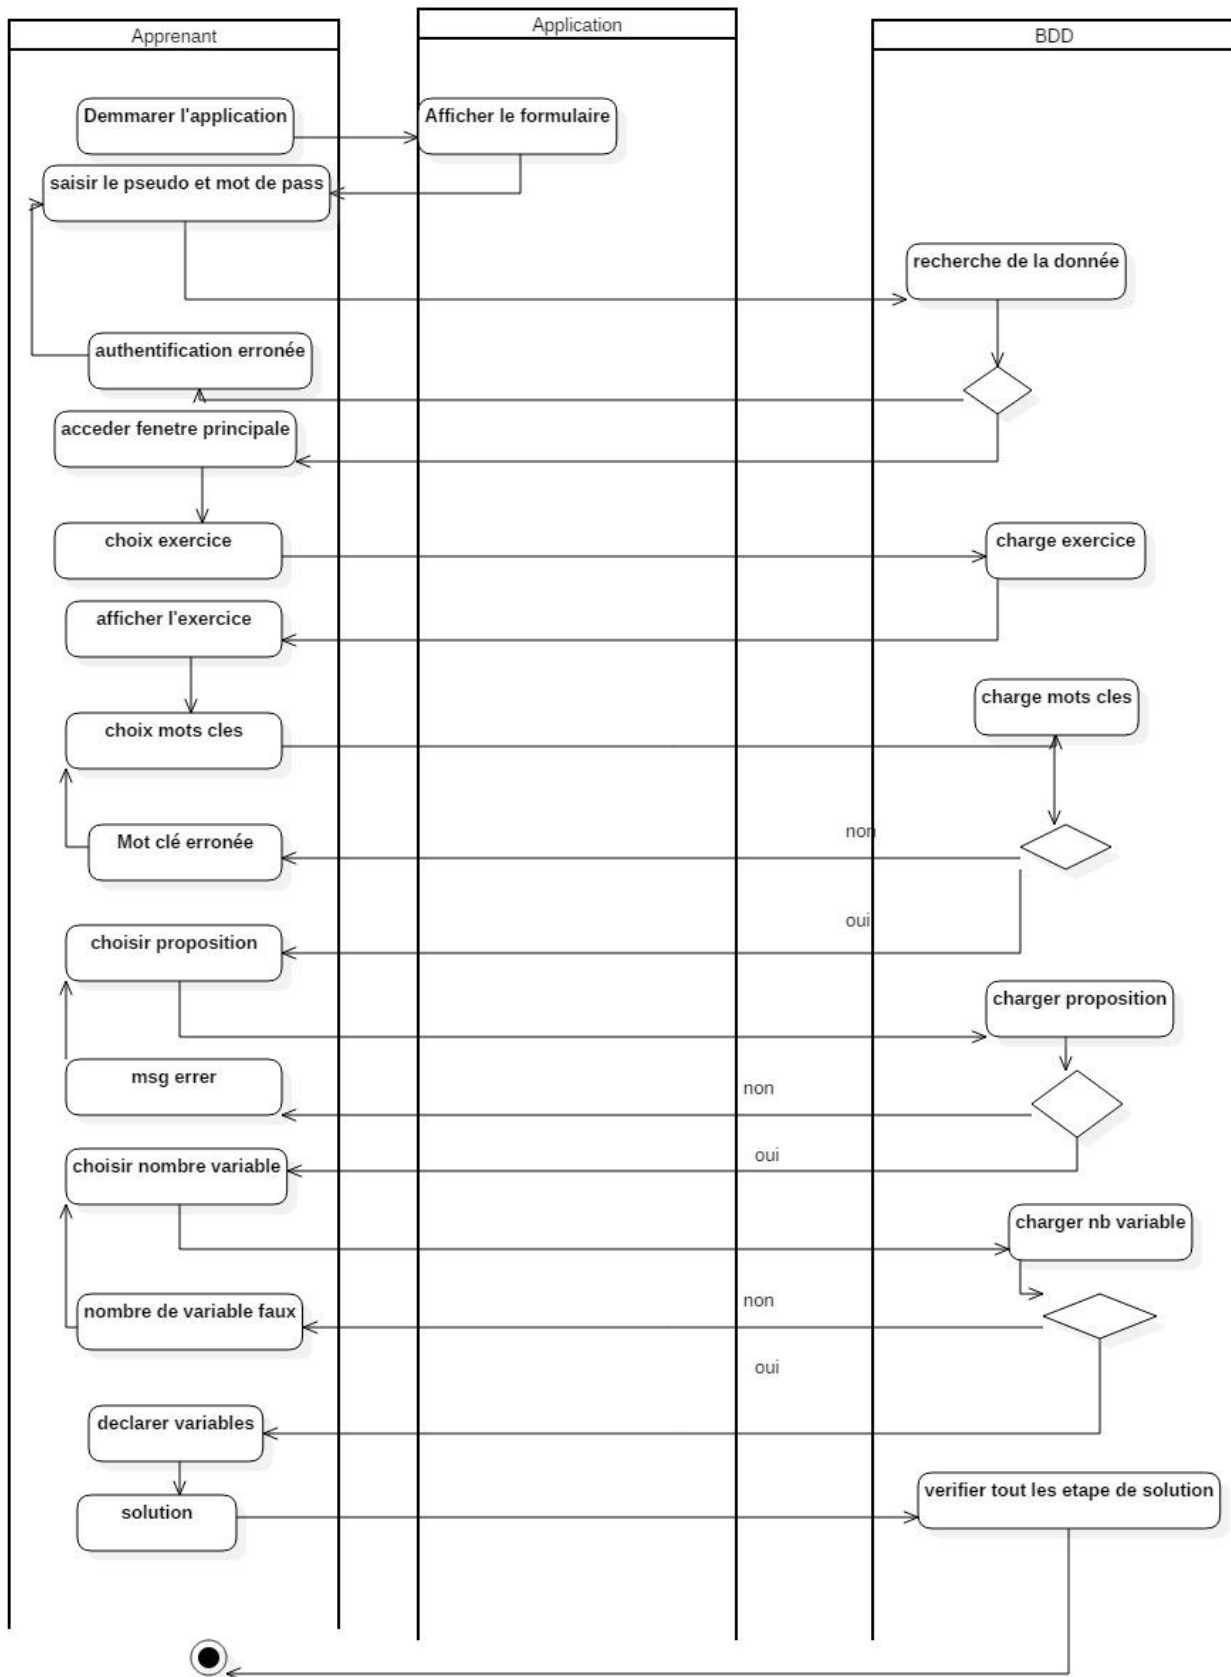 Apprenant
Application
BDD
Demmarer l'application
Afficher le formulaire
saisir le pseudo et mot de pass
recherche de la donnée
authentification erronée
acceder fenetre principale
choix exercice
charge exercice
afficher l'exercice
charge mots cles
choix mots cles
non
Mot clé erronée
oui
choisir proposition
charger proposition
msg errer
non
oui
choisir nombre variable
charger nb variable
non
nombre de variable faux
oui
declarer variables
verifier tout les etape de solution
solution